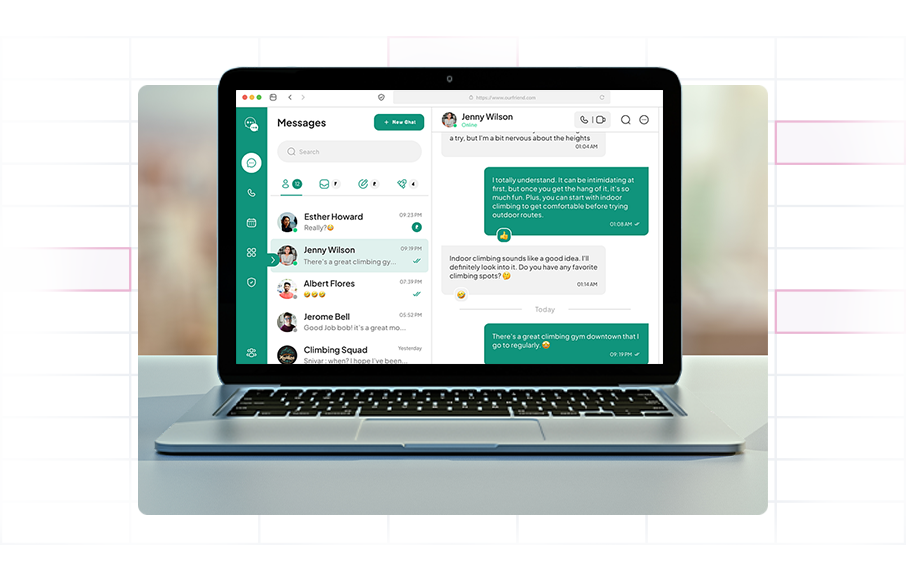 https://www.ourfriend.com
Messages
+ New Chat
Search
12
4
Esther Howard
09:23 PM
Really?😏
Jenny Wilson
09:19 PM
There's a great climbing gy...
Albert Flores
07:39 PM
😂😂😂
Jerome Bell
05:52 PM
Good Job bob! it's a great mo...
Climbing Squad
Yesterday
Snivar : when? I hope I've been...
Jenny Wilson
Online
a try, but I'm a bit nervous about the heights
01:04 AM
I totally understand. It can be intimidating at
first, but once you get the hang of it, it's so
much fun. Plus, you can start with indoor
climbing to get comfortable before trying
outdoor routes.
01:08 AM
Indoor climbing sounds like a good idea. I'll
definitely look into it. Do you have any favorite
climbing spots? 🤔
01:14 AM
Today
There's a great climbing gym downtown that I
go to regularly. 🤩
09:19 PM